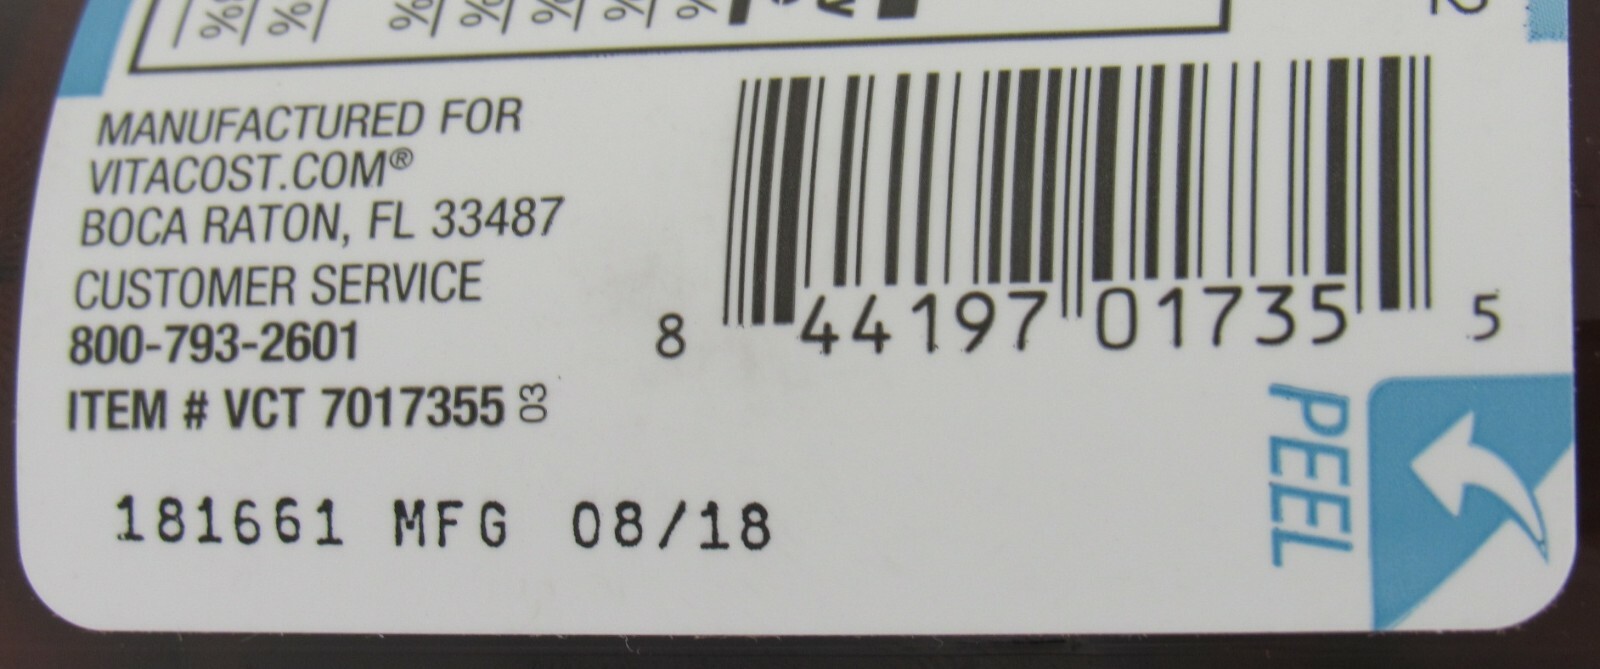 MANUFACTURED FOR
VITACOST.COM®
BOCA RATON, FL 33487
CUSTOMER SERVICE
800-793-2601
ITEM # VCT 7017355 03
8 44197 01735 5
PEEL
181661 MFG 08/18